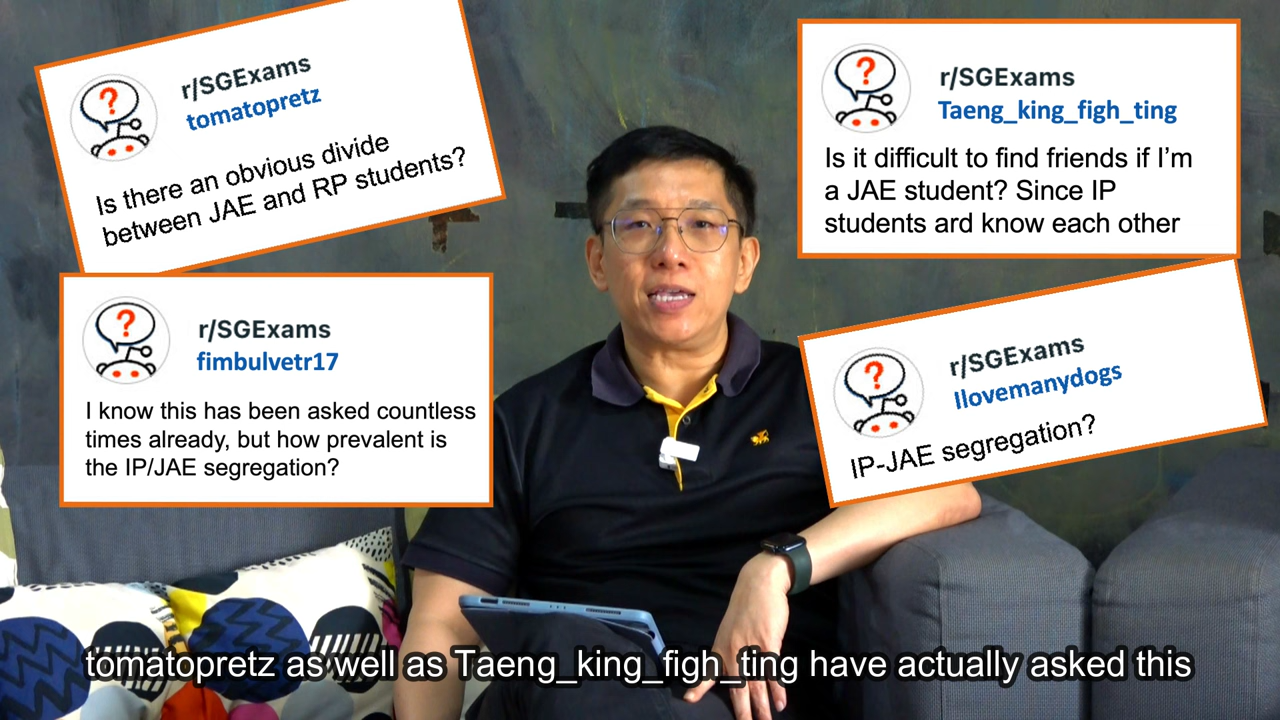 r/SGExams
tomatopretz
Is there an obvious divide
between JAE and RP students?
r/SGExams
Taeng_king_figh_ting
Is it difficult to find friends if I'm
a JAE student? Since IP
students ard know each other
r/SGExams
fimbulvetr17
I know this has been asked countless
times already, but how prevalent is
the IP/JAE segregation?
r/SGExams
Ilovemanydogs
IP-JAE segregation?
tomatopretz as well as Taeng_king_figh_ting have actually asked this